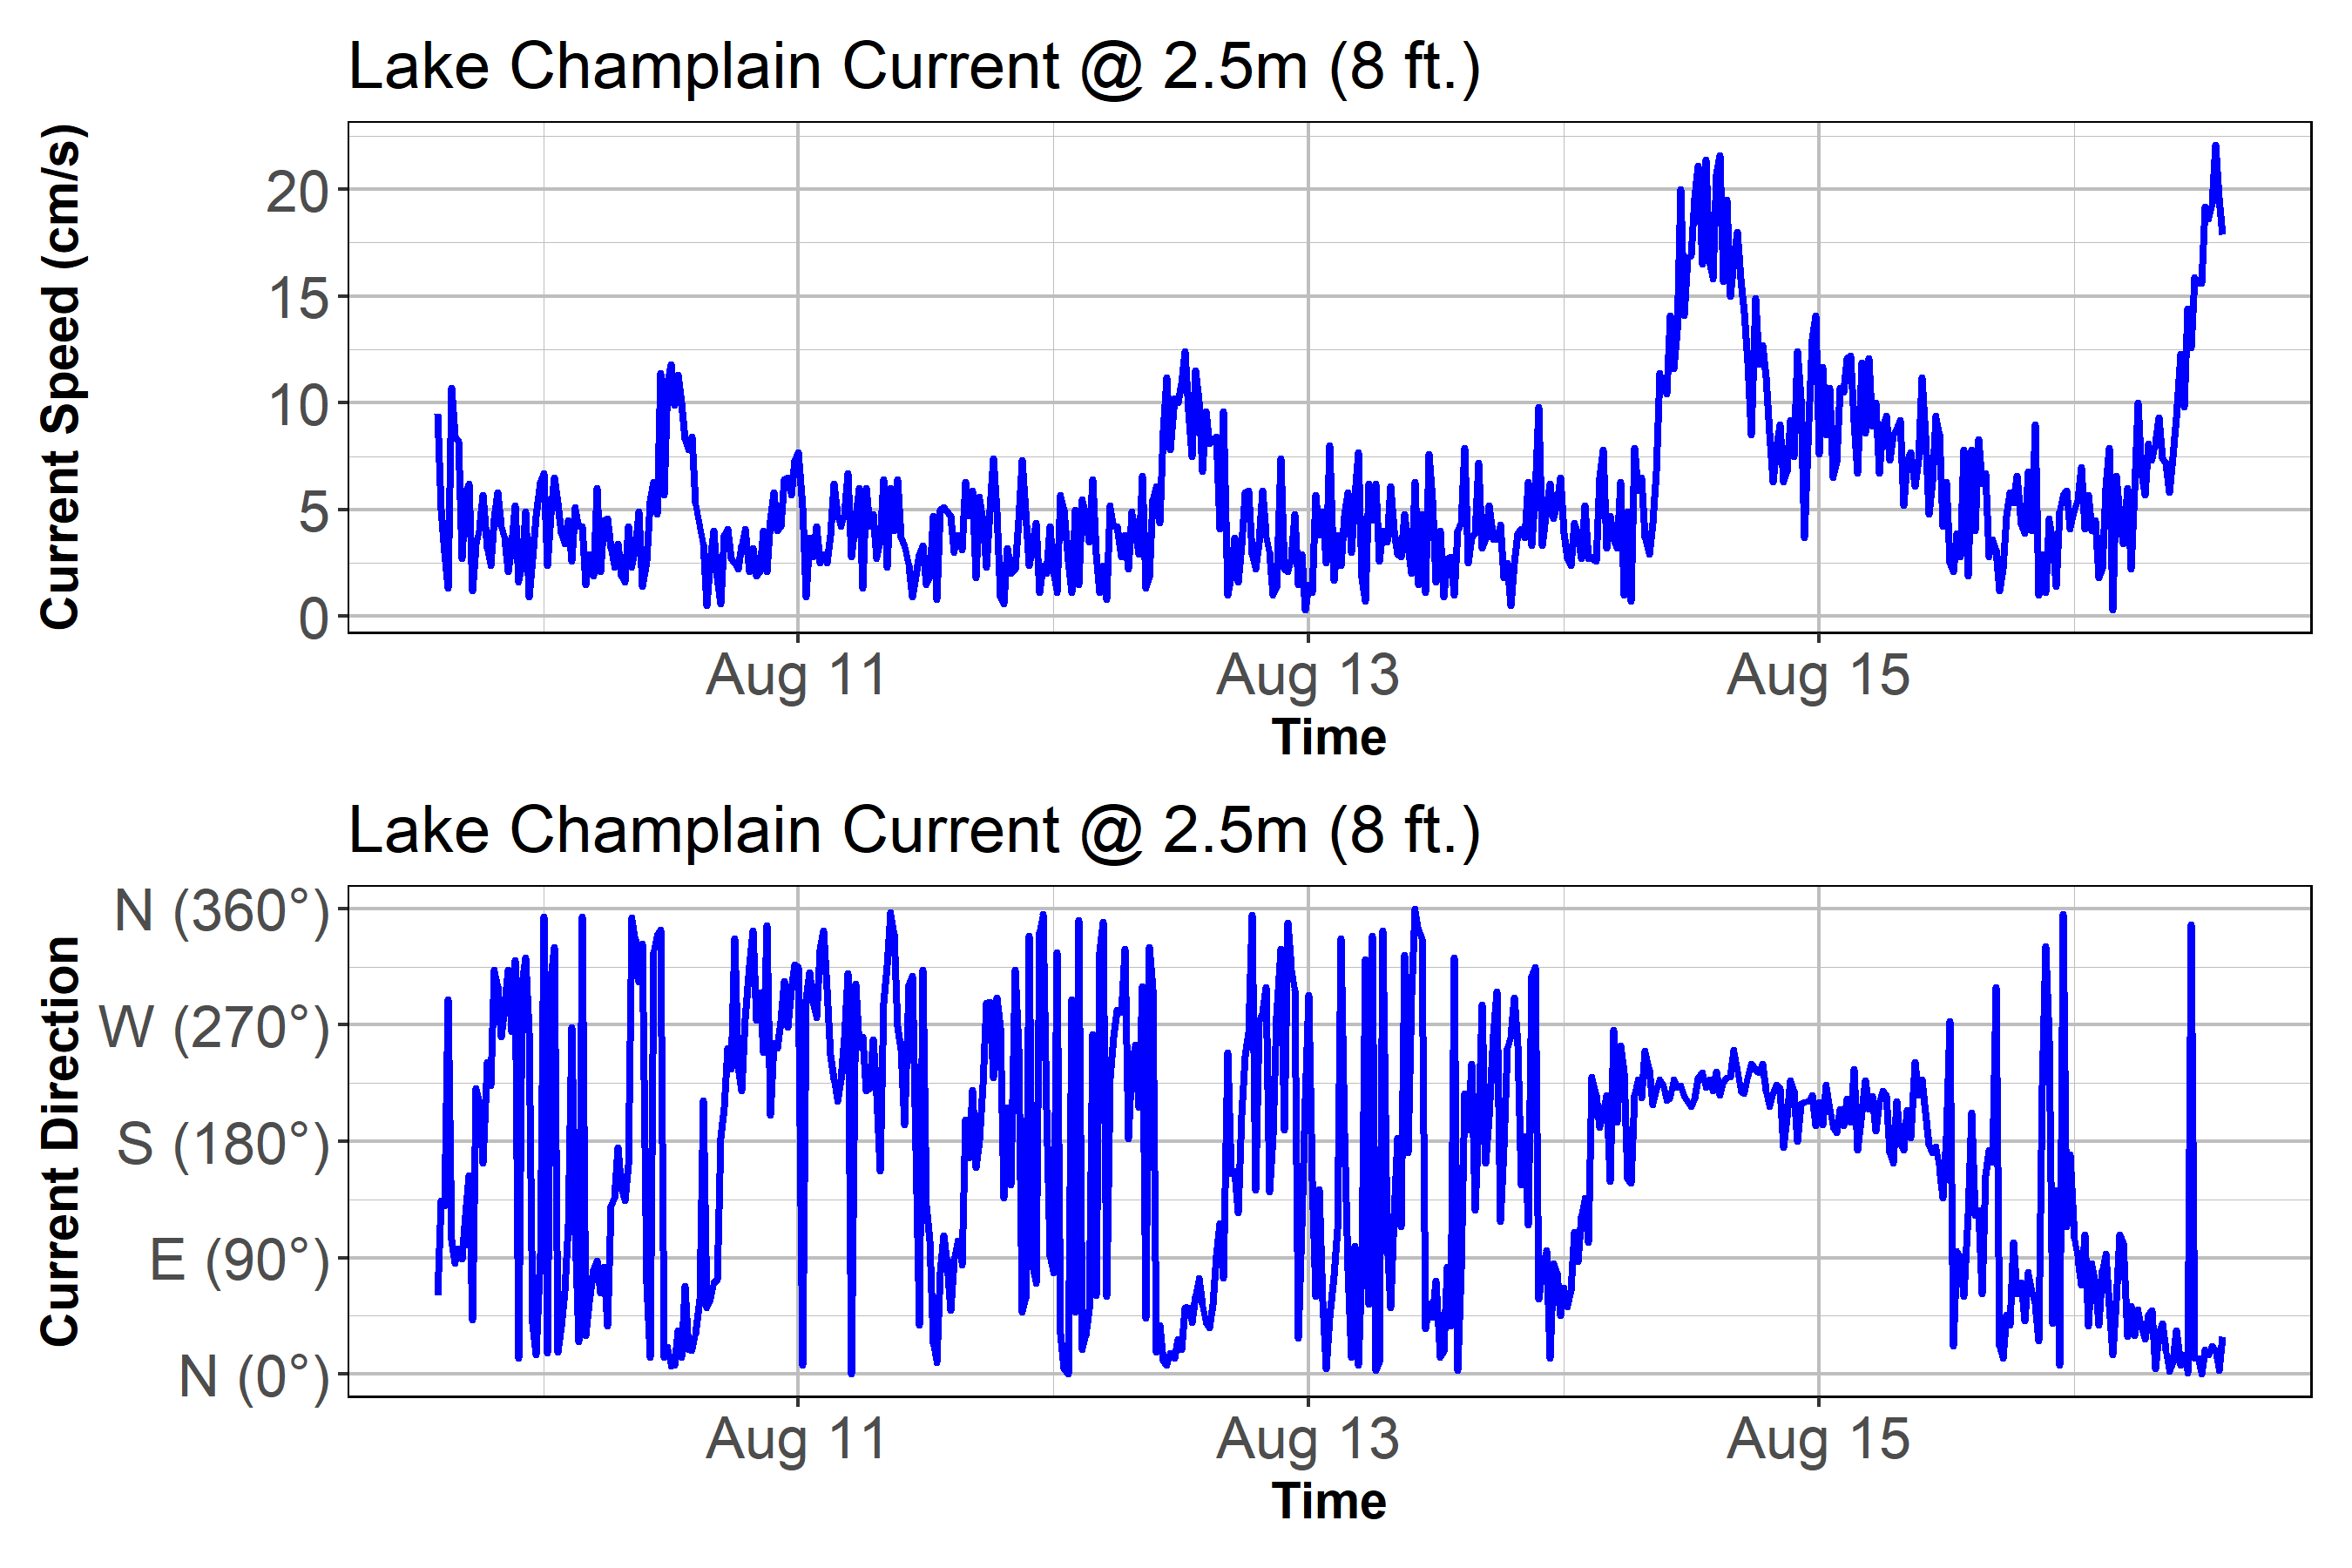 Lake Champlain Current @ 2.5m (8 ft.)
Current Speed (cm/s)
20
15
10
5
0
Aug 11 Aug 13 Aug 15
Time
Lake Champlain Current @ 2.5m (8 ft.)
Current Direction
N (360°)
W (270°)
S (180°)
E (90°)
N (0°)
Aug 11 Aug 13 Aug 15
Time